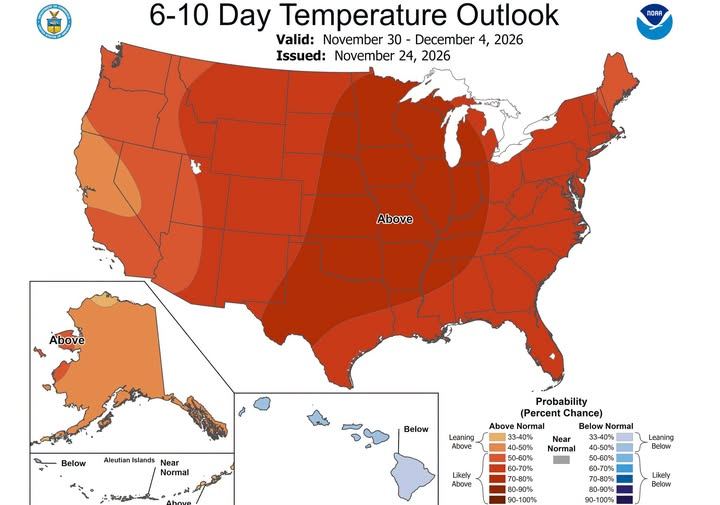 6-10 Day Temperature Outlook
Valid: November 30 - December 4, 2026
Issued: November 24, 2026
NOAA
Above
Above
Below
Aleutian Islands
Near
Normal
Above
Below
Probability
(Percent Chance)
Above Normal
Below Normal
Leaning
Above
33-40%
40-50%
Near
Normal
33-40%
40-50%
Leaning
Below
Likely
Above
50-60%
60-70%
70-80%
80-90%
90-100%
50-60%
60-70%
70-80%
80-90%
90-100%
Likely
Below